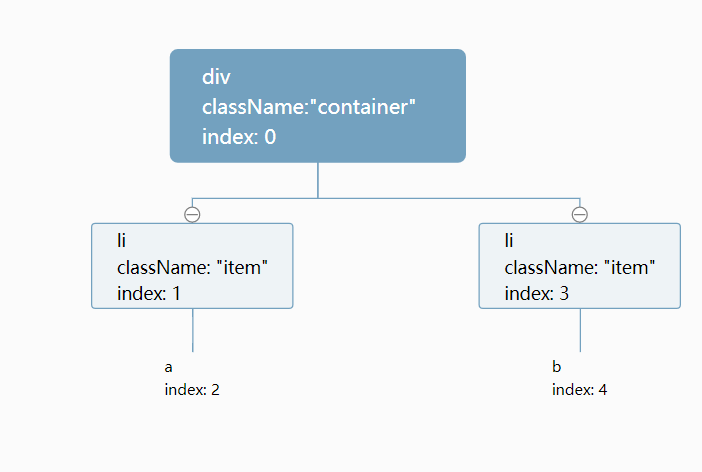 div
className:"container"
index: 0
li
className: "item"
index: 1
li
className: "item"
index: 3
a
index: 2
b
index: 4